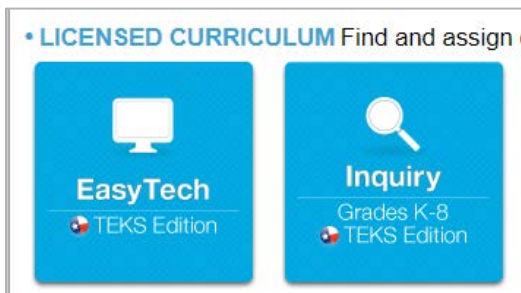 • LICENSED CURRICULUM Find and assign
EasyTech
TEKS Edition
Inquiry
Grades K-8
TEKS Edition